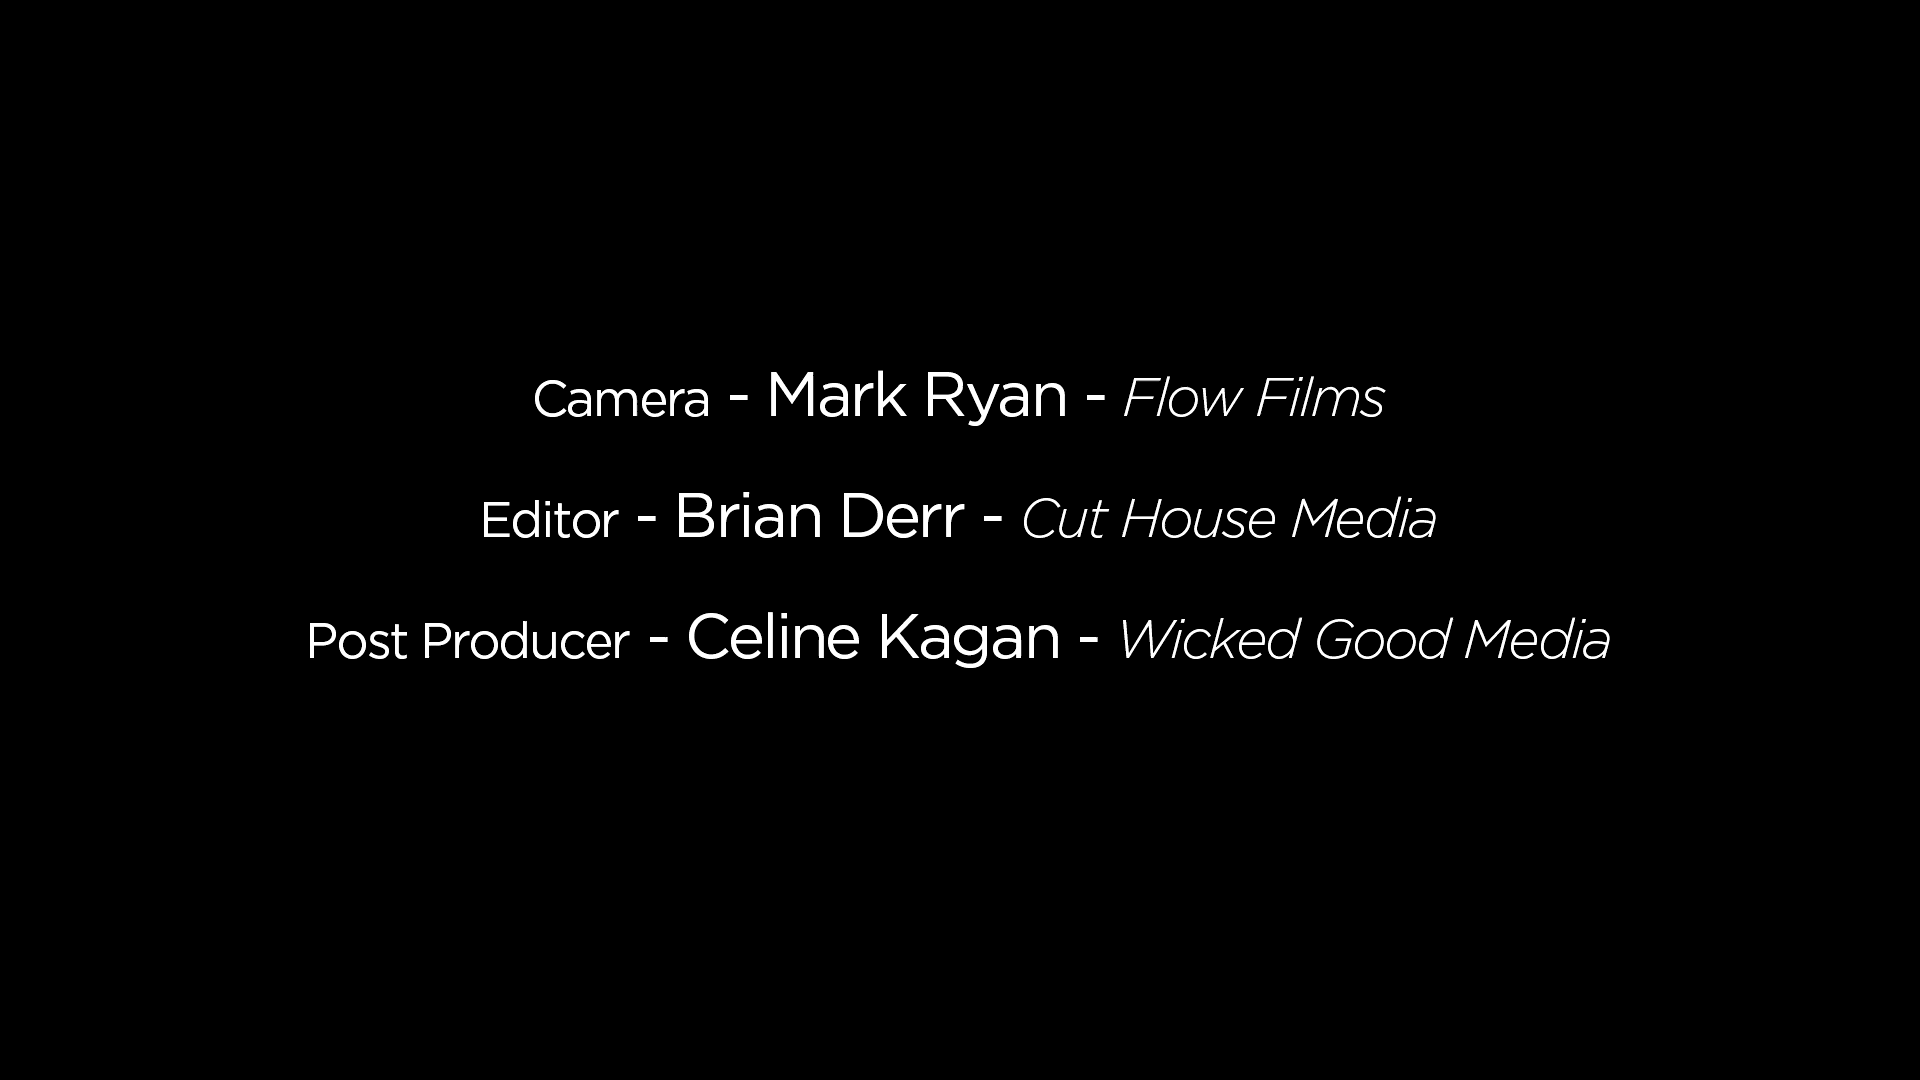 Camera - Mark Ryan - Flow Films
Editor - Brian Derr - Cut House Media
Post Producer - Celine Kagan - Wicked Good Media